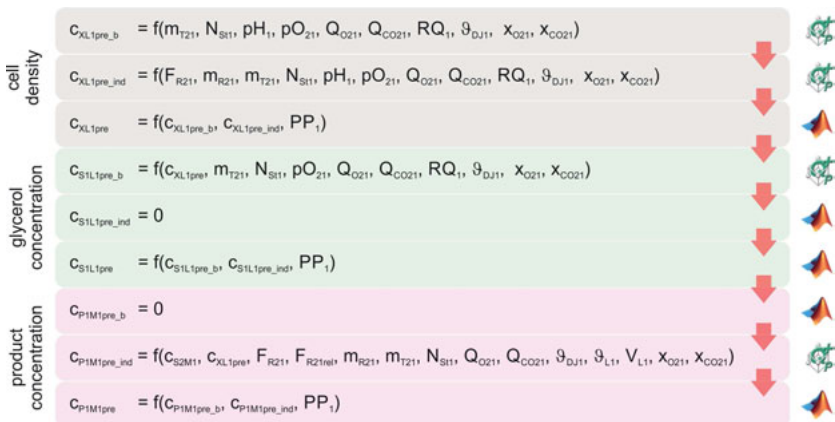 cell density
c_XL1pre_b = f(m_T21, N_St1, pH_1, pO_21, Q_O21, Q_CO21, RQ_1, ϑ_DJ1, x_O21, x_CO21)
c_XL1pre_ind = f(F_R21, m_R21, m_T21, N_St1, pH_1, pO_21, Q_O21, Q_CO21, RQ_1, ϑ_DJ1, x_O21, x_CO21)
c_XL1pre = f(c_XL1pre_b, c_XL1pre_ind, PP_1)
glycerol concentration
c_S1L1pre_b = f(c_XL1pre, m_T21, N_St1, pO_21, Q_O21, Q_CO21, RQ_1, ϑ_DJ1, x_O21, x_CO21)
c_S1L1pre_ind = 0
c_S1L1pre = f(c_S1L1pre_b, c_S1L1pre_ind, PP_1)
product concentration
c_P1M1pre_b = 0
c_P1M1pre_ind = f(c_S2M1, c_XL1pre, F_R21, F_R21rel, m_R21, m_T21, N_St1, Q_O21, Q_CO21, ϑ_DJ1, ϑ_L1, V_L1, x_O21, x_CO21)
c_P1M1pre = f(c_P1M1pre_b, c_P1M1pre_ind, PP_1)